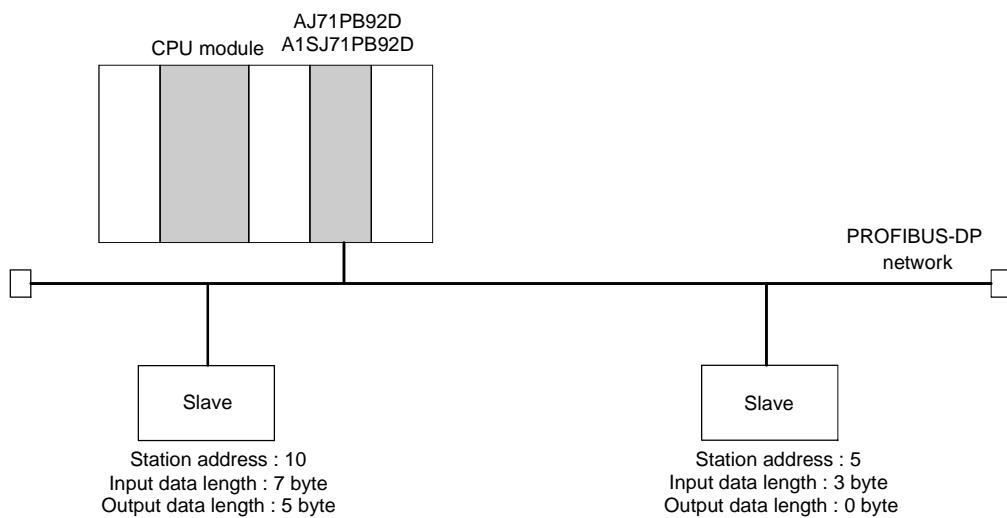 AJ71PB92D
A1SJ71PB92D
CPU module
PROFIBUS-DP
network
Slave
Station address : 10
Input data length : 7 byte
Output data length : 5 byte
Slave
Station address : 5
Input data length : 3 byte
Output data length : 0 byte